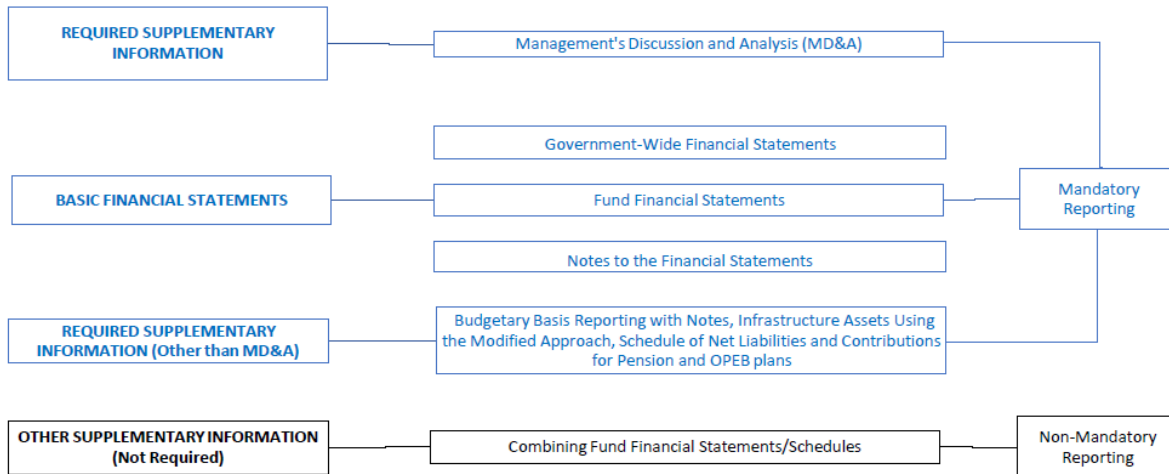 REQUIRED SUPPLEMENTARY
INFORMATION
Management's Discussion and Analysis (MD&A)
Government-Wide Financial Statements
BASIC FINANCIAL STATEMENTS
Fund Financial Statements
Mandatory
Reporting
Notes to the Financial Statements
REQUIRED SUPPLEMENTARY
INFORMATION (Other than MD&A)
Budgetary Basis Reporting with Notes, Infrastructure Assets Using
the Modified Approach, Schedule of Net Liabilities and Contributions
for Pension and OPEB plans
OTHER SUPPLEMENTARY INFORMATION
(Not Required)
Combining Fund Financial Statements/Schedules
Non-Mandatory
Reporting